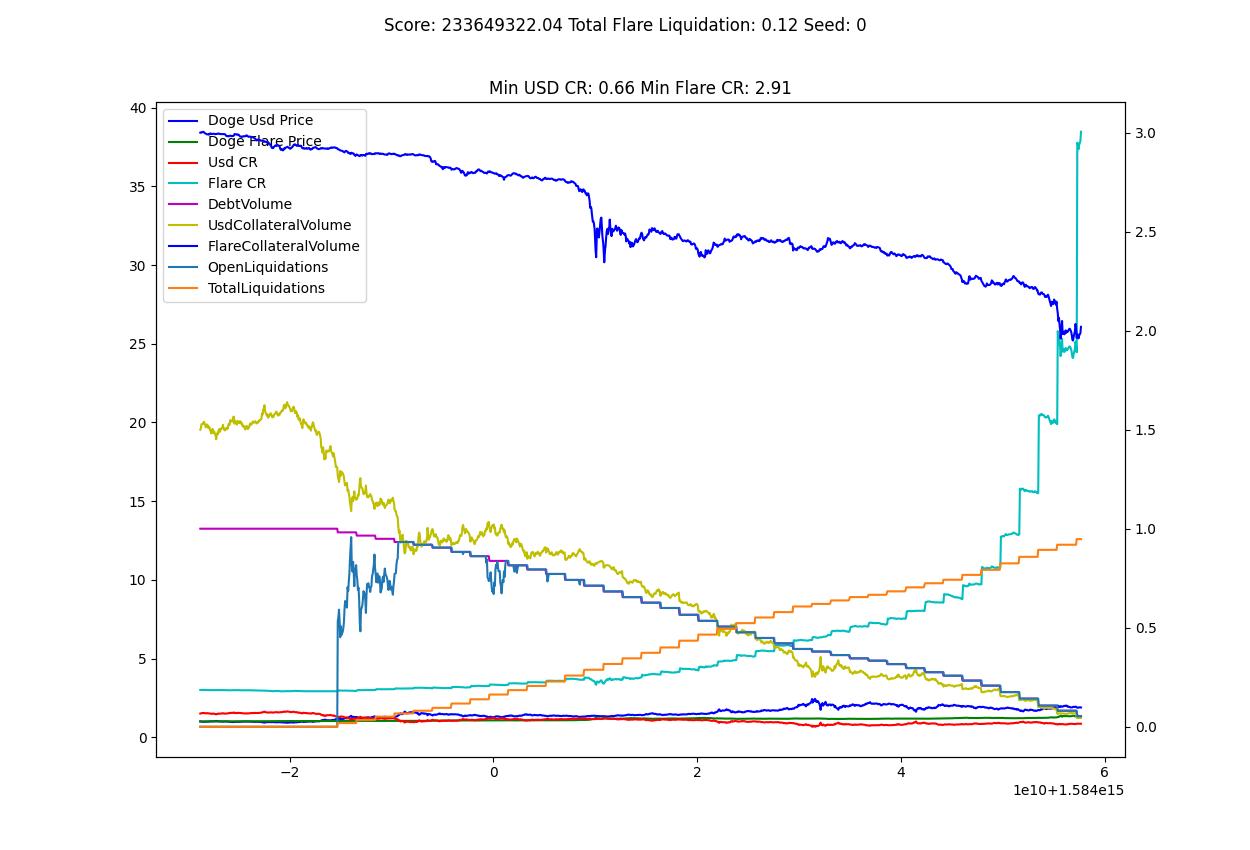 Score: 233649322.04 Total Flare Liquidation: 0.12 Seed: 0
Min USD CR: 0.66 Min Flare CR: 2.91
Doge Usd Price
Doge Flare Price
Usd CR
Flare CR
DebtVolume
UsdCollateralVolume
FlareCollateralVolume
OpenLiquidations
TotalLiquidations
40
35
30
25
20
15
10
5
0
3.0
2.5
2.0
1.5
1.0
0.5
0.0
−2
0
2
4
6
1e10+1.584e15